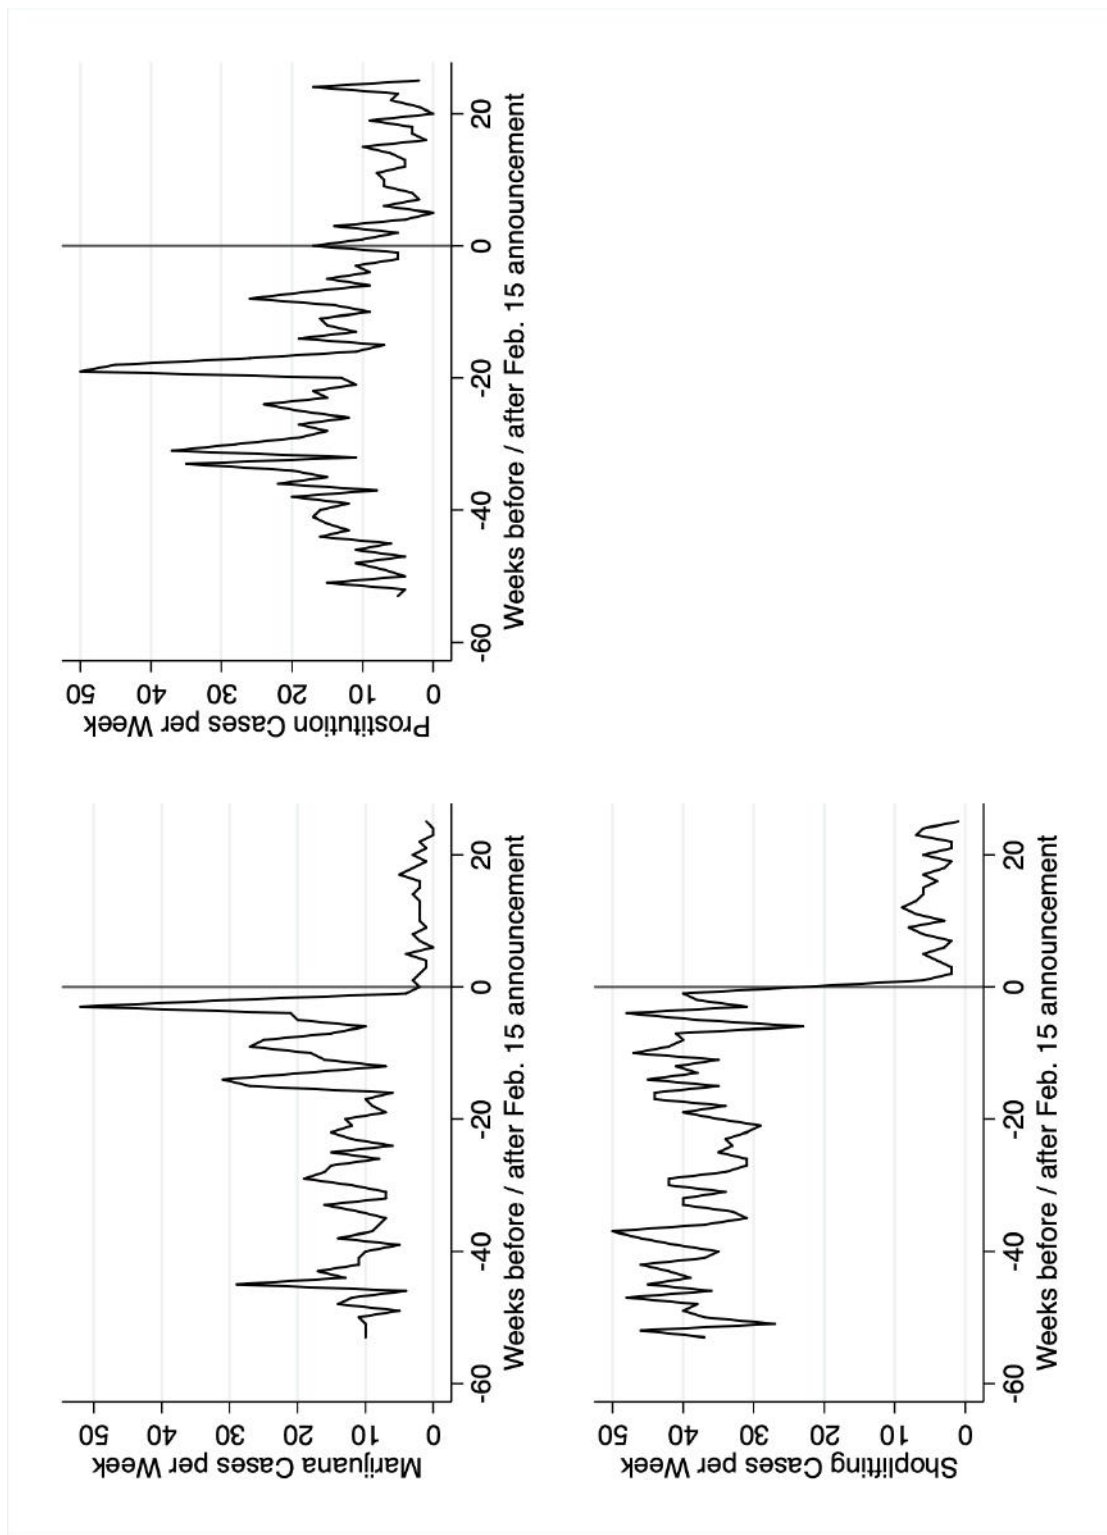 Marijuana Cases per Week
50
40
30
20
10
0
-60 -40 -20 0 20
Weeks before / after Feb. 15 announcement
Prostitution Cases per Week
50
40
30
20
10
0
-60 -40 -20 0 20
Weeks before / after Feb. 15 announcement
Shoplifting Cases per Week
50
40
30
20
10
0
-60 -40 -20 0 20
Weeks before / after Feb. 15 announcement